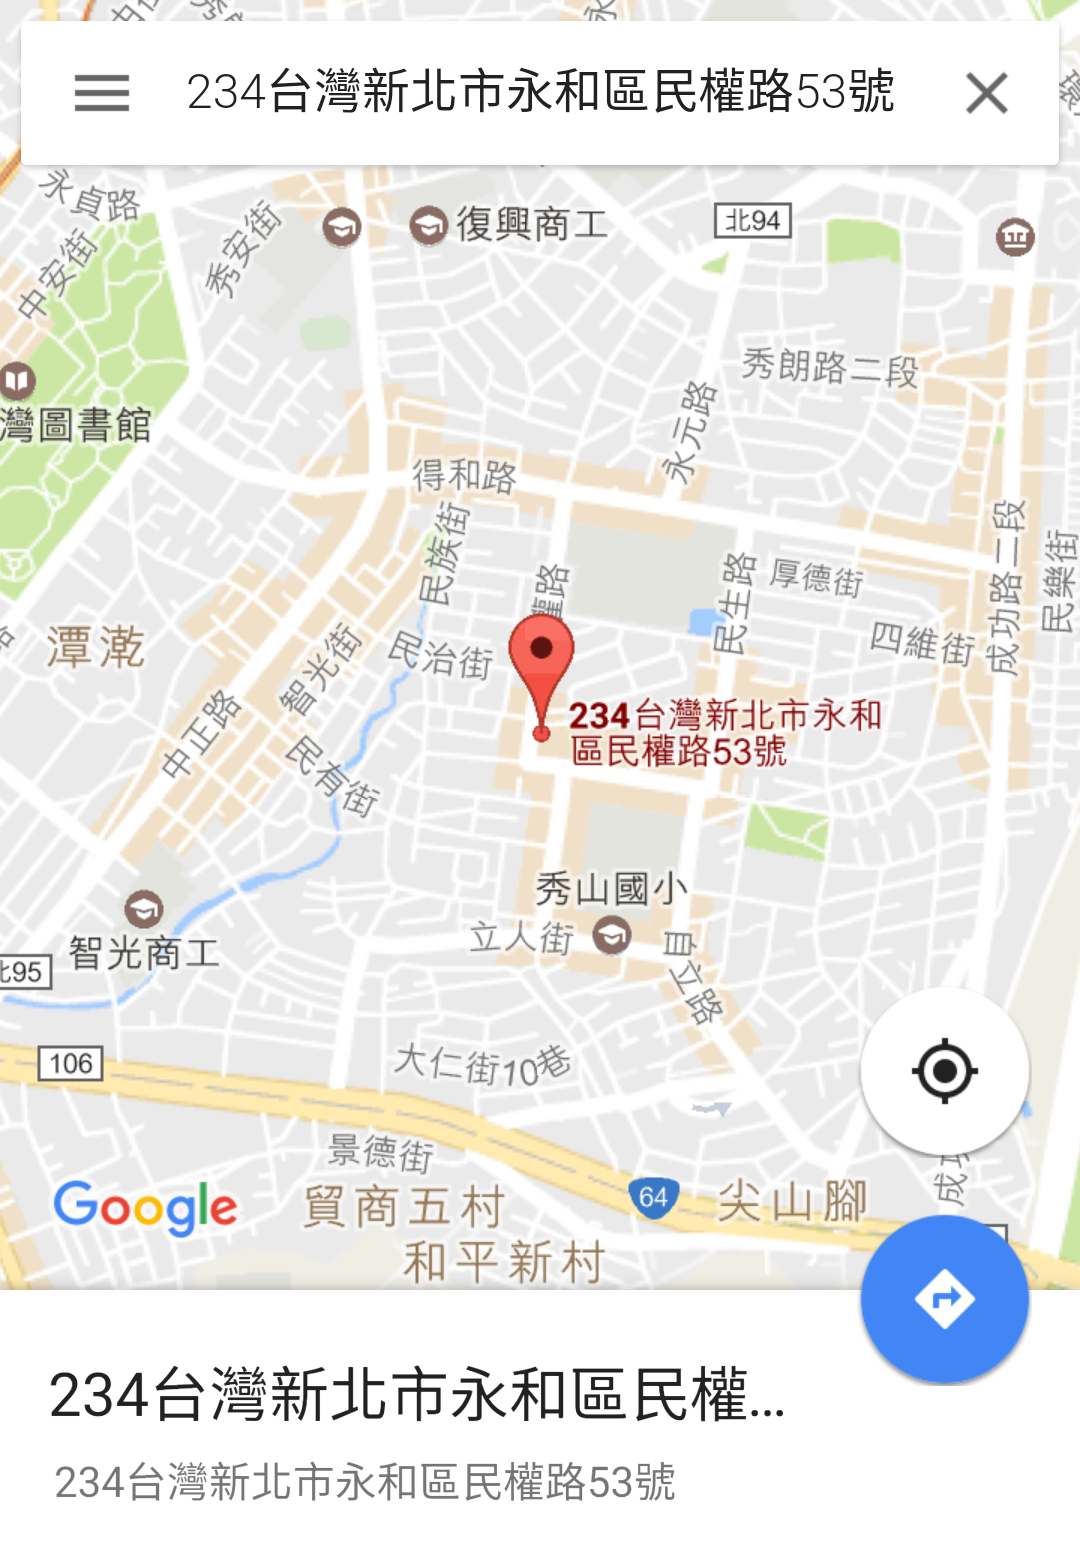 234台灣新北市永和區民權路53號
永貞路
秀安街
中安街
復興商工
北94
秀朗路二段
灣圖書館
永元路
得和路
民族街
權路
民生路
厚德街
成功路二段
民樂街
四維街
潭漧
民治街
智光街
中正路
民有街
234台灣新北市永和
區民權路53號
秀山國小
立人街
自立路
智光商工
北95
106
大仁街10巷
景德街
Google
貿商五村
64
尖山腳
和平新村
234台灣新北市永和區民權...
234台灣新北市永和區民權路53號